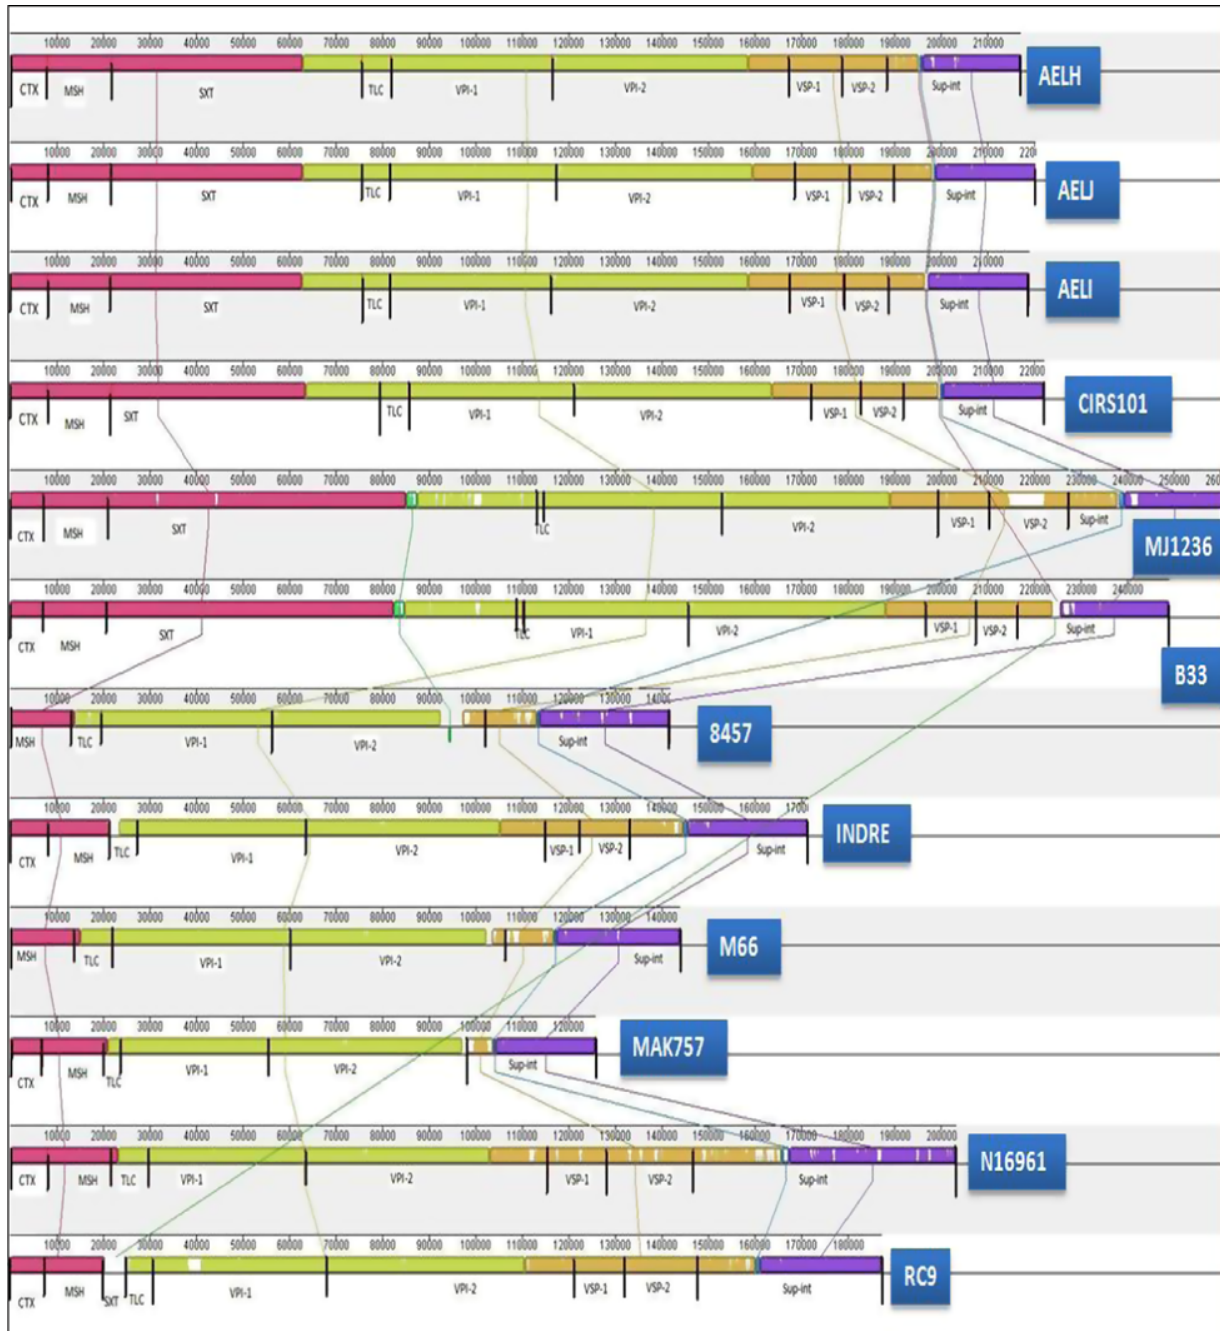 10000 20000 30000 40000 50000 60000 70000 80000 90000 100000 110000 120000 130000 140000 150000 160000 170000 180000 190000 200000 210000
CTX MSH SXT TLC VPI-1 VPI-2 VSP-1 VSP-2 Sup-int AELH
10000 20000 30000 40000 50000 60000 70000 80000 90000 100000 110000 120000 130000 140000 150000 160000 170000 180000 190000 200000 210000 220
CTX MSH SXT TLC VPI-1 VPI-2 VSP-1 VSP-2 Sup-int AELJ
10000 20000 30000 40000 50000 60000 70000 80000 90000 100000 110000 120000 130000 140000 150000 160000 170000 180000 190000 200000 210000
CTX MSH SXT TLC VPI-1 VPI-2 VSP-1 VSP-2 Sup-int AELI
10000 20000 30000 40000 50000 60000 70000 80000 90000 100000 110000 120000 130000 140000 150000 160000 170000 180000 190000 200000 210000
CTX MSH SXT TLC VPI-1 VPI-2 VSP-1 VSP-2 Sup-int CIRS101
10000 20000 30000 40000 50000 60000 70000 80000 90000 100000 110000 120000 130000 140000 150000 160000 170000 180000 190000 200000 210000 220000 230000 240000 250000 260
CTX MSH SXT TLC VPI-2 VSP-1 VSP-2 Sup-int MJ1236
10000 20000 30000 40000 50000 60000 70000 80000 90000 100000 110000 120000 130000 140000 150000 160000 170000 180000 190000 200000 210000 220000 230000 240000
CTX MSH SXT TLC VPI-1 VPI-2 VSP-1 VSP-2 Sup-int B33
10000 20000 30000 40000 50000 60000 70000 80000 90000 100000 110000 120000 130000 14000
MSH TLC VPI-1 VPI-2 Sup-int 8457
10000 20000 30000 40000 50000 60000 70000 80000 90000 100000 110000 120000 130000 140000 150000 160000 1700
CTX MSH TLC VPI-1 VPI-2 VSP-1 VSP-2 Sup-int INDRE
10000 20000 30000 40000 50000 60000 70000 80000 90000 100000 110000 120000 130000 140000
MSH TLC VPI-1 VPI-2 Sup-int M66
10000 20000 30000 40000 50000 60000 70000 80000 90000 100000 110000 120000
CTX MSH TLC VPI-1 VPI-2 Sup-int MAK757
10000 20000 30000 40000 50000 60000 70000 80000 90000 100000 110000 120000 130000 140000 150000 160000 170000 180000 190000 200000
CTX MSH TLC VPI-1 VPI-2 VSP-1 VSP-2 Sup-int N16961
10000 20000 30000 40000 50000 60000 70000 80000 90000 100000 110000 120000 130000 140000 150000 160000 170000 180000
CTX MSH SXT TLC VPI-1 VPI-2 VSP-1 VSP-2 Sup-int RC9